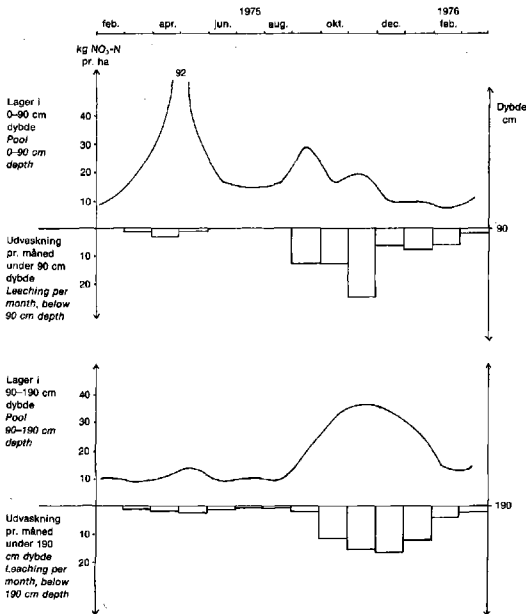 1975
1976
feb.
apr.
jun.
aug.
okt.
dec.
feb.
kg NO₃-N
pr. ha
92
Lager i
0–90 cm
dybde
Pool
0–90 cm
depth
40
30
20
10
Dybde
cm
90
Udvaskning
pr. måned
under 90 cm
dybde
Leaching per
month, below
90 cm depth
10
20
Lager i
90–190 cm
dybde
Pool
90–190 cm
depth
40
30
20
10
190
Udvaskning
pr. måned
under 190
cm dybde
Leaching per
month, below
190 cm depth
10
20